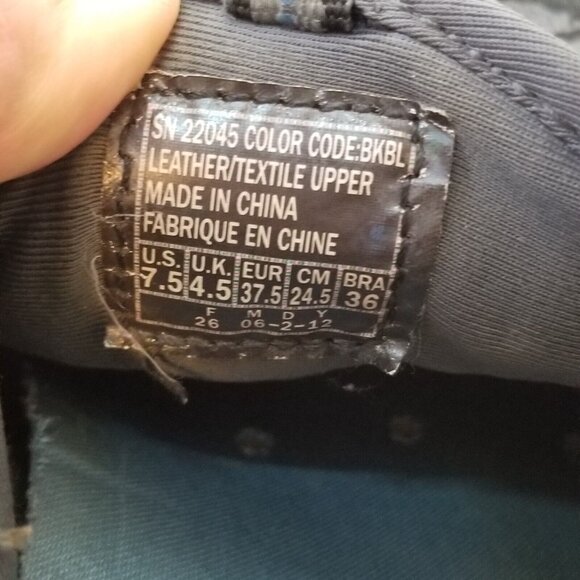 SN 22045 COLOR CODE:BKBL
LEATHER/TEXTILE UPPER
MADE IN CHINA
FABRIQUE EN CHINE
U.S. U.K. EUR CM BRA
7.5 4.5 37.5 24.5 36
F M D Y
26 06-2-12